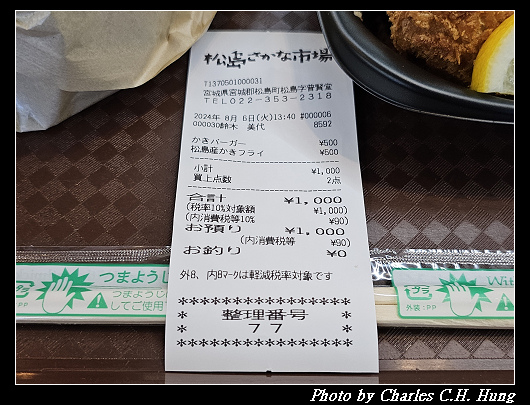 松島さかな市場
T1370501000031
宮城県宮城郡松島町松島字普賢堂
TEL022-353-2318
2024年 8月 6日(火)13:40 #000006
000030鈴木 美代 8592
かきバーガー ¥500
松島産かきフライ ¥500
小計 ¥1,000
買上点数 2点
合計 ¥1,000
(税率10%対象額 ¥1,000)
(内消費税等10% ¥90)
お預り ¥1,000
(内消費税等 ¥90)
お釣り ¥0
外8、内8マークは軽減税率対象です
********************
* 整理番号 *
* 77 *
********************
つまようじ
つまようじ
してご使用下
プラ
外装:PP
With
Photo by Charles C.H. Hung